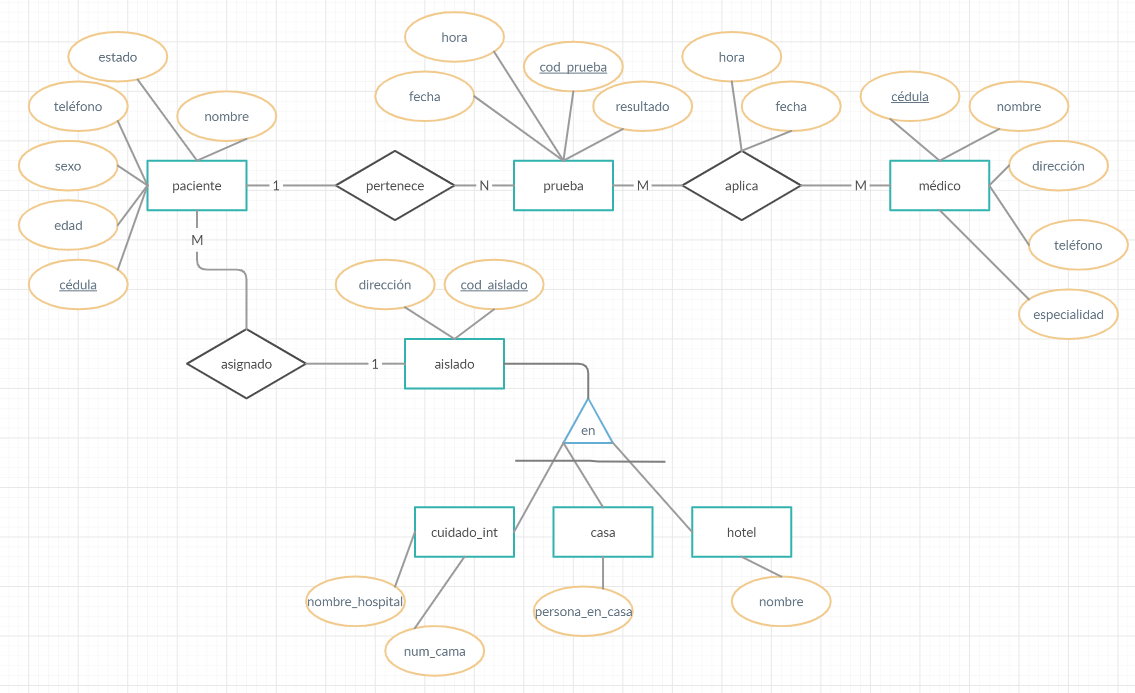 hora
estado
hora
cod_prueba
teléfono
fecha
resultado
fecha
cédula
nombre
nombre
sexo
dirección
paciente
1
pertenece
N
prueba
M
aplica
M
médico
edad
M
teléfono
cédula
dirección
cod_aislado
especialidad
asignado
1
aislado
en
cuidado_int
casa
hotel
nombre_hospital
persona_en_casa
nombre
num_cama